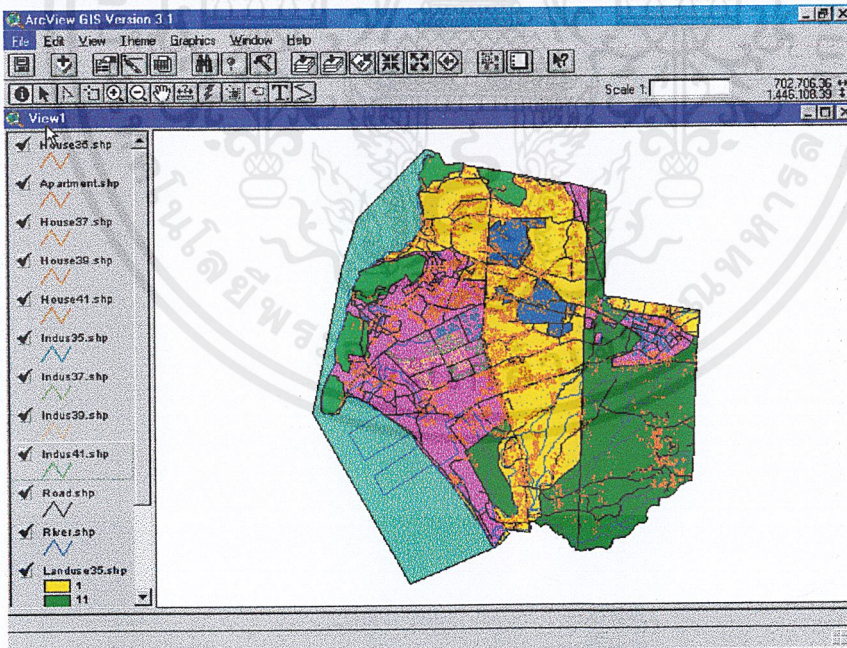 ArcView GIS Version 3.1
File Edit View Theme Graphics Window Help
Scale 1:
702,706.36
1,446,108.39
View1
House35.shp
Apartment.shp
House37.shp
House39.shp
House41.shp
Indus35.shp
Indus37.shp
Indus39.shp
Indus41.shp
Road.shp
River.shp
Landuse35.shp
1
11